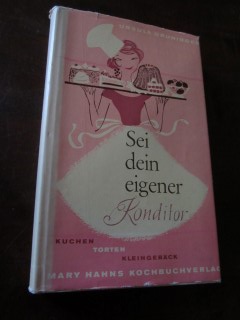 Sei
dein
eigener
Konditor
KUCHEN
TORTEN
KLEINGEBÄCK
MARY HAHNS KOCHBUCHVERLAG